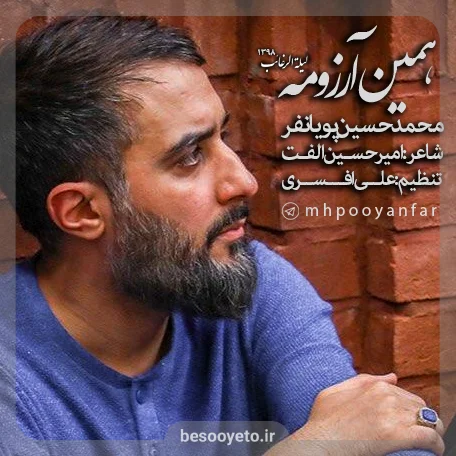 همین آرزومه
لیلة الرغائب ۱۳۹۸
محمدحسین پویانفر
شاعر: امیرحسین الفت
تنظیم: علی افسری
mhpooyanfar
besooyeto.ir